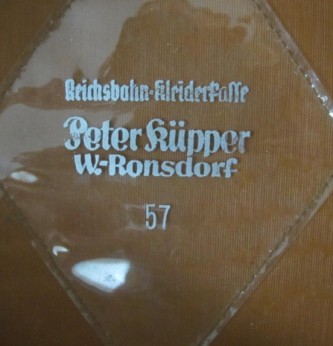 Reichsbahn-Kleiderkasse
Peter Küpper
W.-Ronsdorf
57